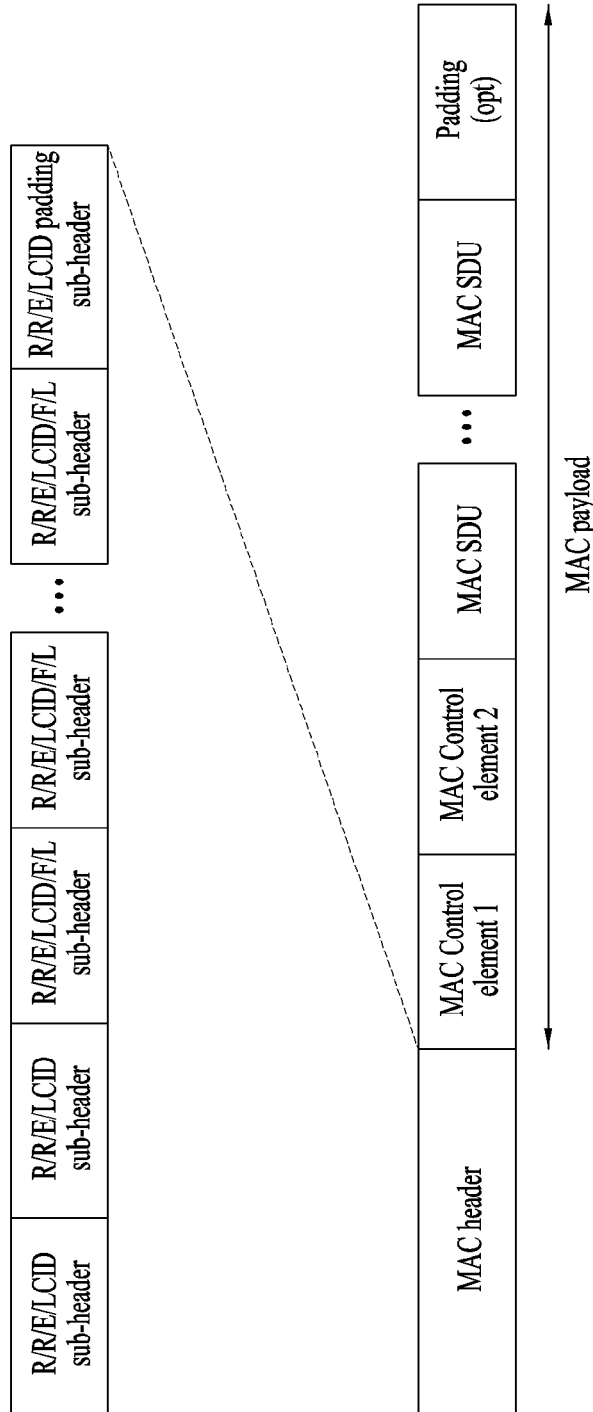 R/R/E/LCID
sub-header
R/R/E/LCID
sub-header
R/R/E/LCID/F/L
sub-header
R/R/E/LCID/F/L
sub-header
...
R/R/E/LCID/F/L
sub-header
R/R/E/LCID padding
sub-header
MAC header
MAC Control
element 1
MAC Control
element 2
MAC SDU
...
MAC SDU
Padding
(opt)
MAC payload